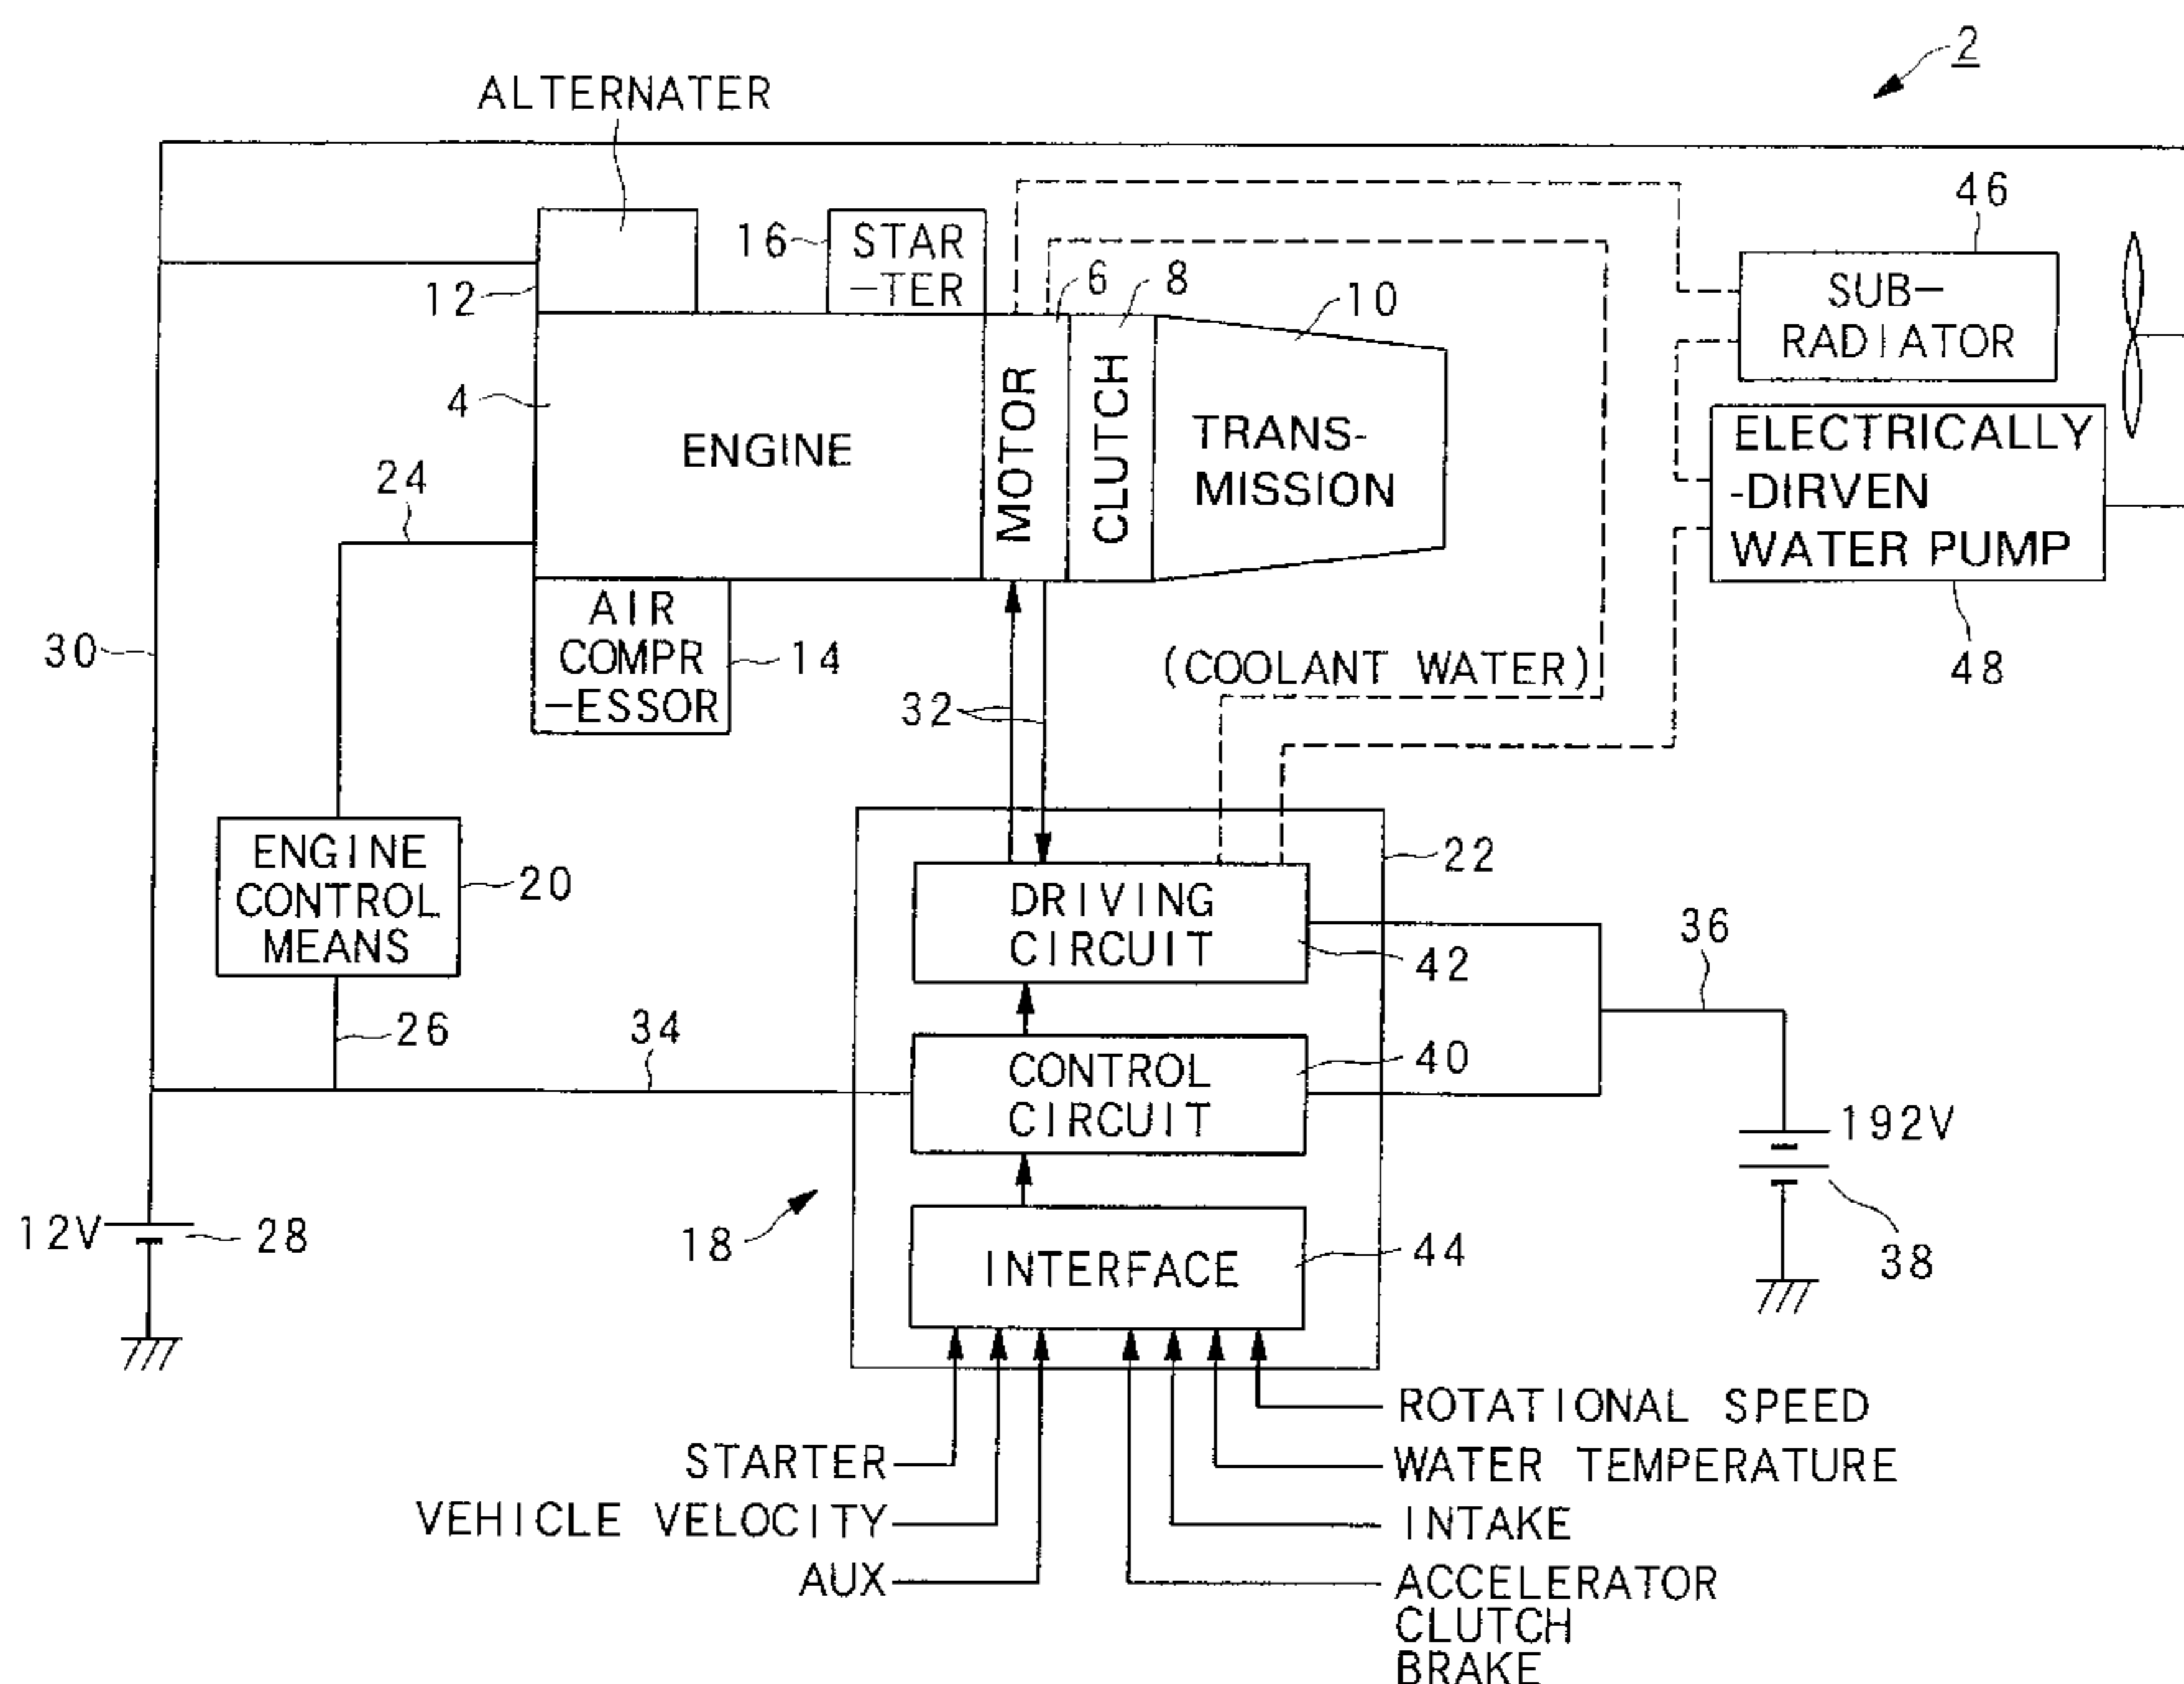 2
ALTERNATER
46
16
STAR
-TER
6
8
10
12
SUB-
RADIATOR
4
ENGINE
MOTOR
CLUTCH
TRANS-
MISSION
ELECTRICALLY
-DIRVEN
WATER PUMP
24
30
AIR
COMPR
-ESSOR
14
32
(COOLANT WATER)
48
ENGINE
CONTROL
MEANS
20
22
DRIVING
CIRCUIT
42
36
26
34
CONTROL
CIRCUIT
40
192V
12V
28
18
INTERFACE
44
38
ROTATIONAL SPEED
STARTER
WATER TEMPERATURE
VEHICLE VELOCITY
INTAKE
AUX
ACCELERATOR
CLUTCH
BRAKE